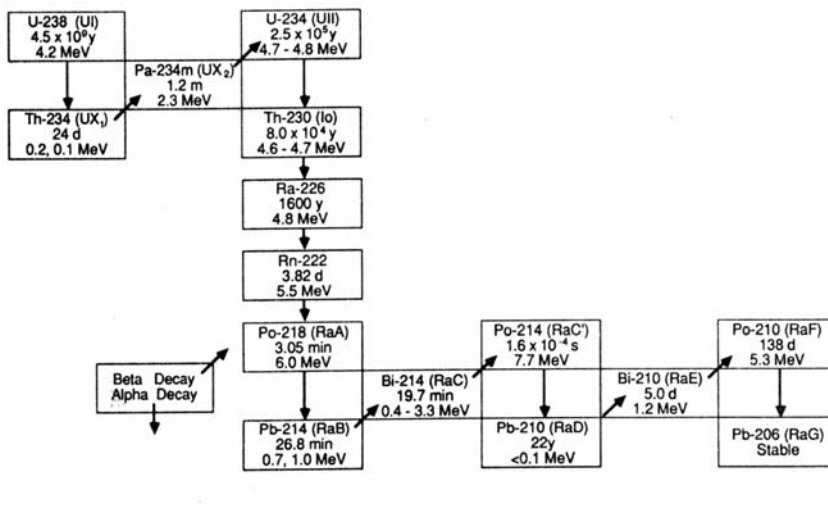 U-238 (UI)
4.5 x 10⁹y
4.2 MeV
U-234 (UII)
2.5 x 10⁵y
4.7 - 4.8 MeV
Pa-234m (UX₂)
1.2 m
2.3 MeV
Th-234 (UX₁)
24 d
0.2, 0.1 MeV
Th-230 (Io)
8.0 x 10⁴ y
4.6 - 4.7 MeV
Ra-226
1600 y
4.8 MeV
Rn-222
3.82 d
5.5 MeV
Po-218 (RaA)
3.05 min
6.0 MeV
Po-214 (RaC')
1.6 x 10⁻⁴ s
7.7 MeV
Po-210 (RaF)
138 d
5.3 MeV
Beta Decay
Alpha Decay
Bi-214 (RaC)
19.7 min
0.4 - 3.3 MeV
Bi-210 (RaE)
5.0 d
1.2 MeV
Pb-214 (RaB)
26.8 min
0.7, 1.0 MeV
Pb-210 (RaD)
22y
<0.1 MeV
Pb-206 (RaG)
Stable